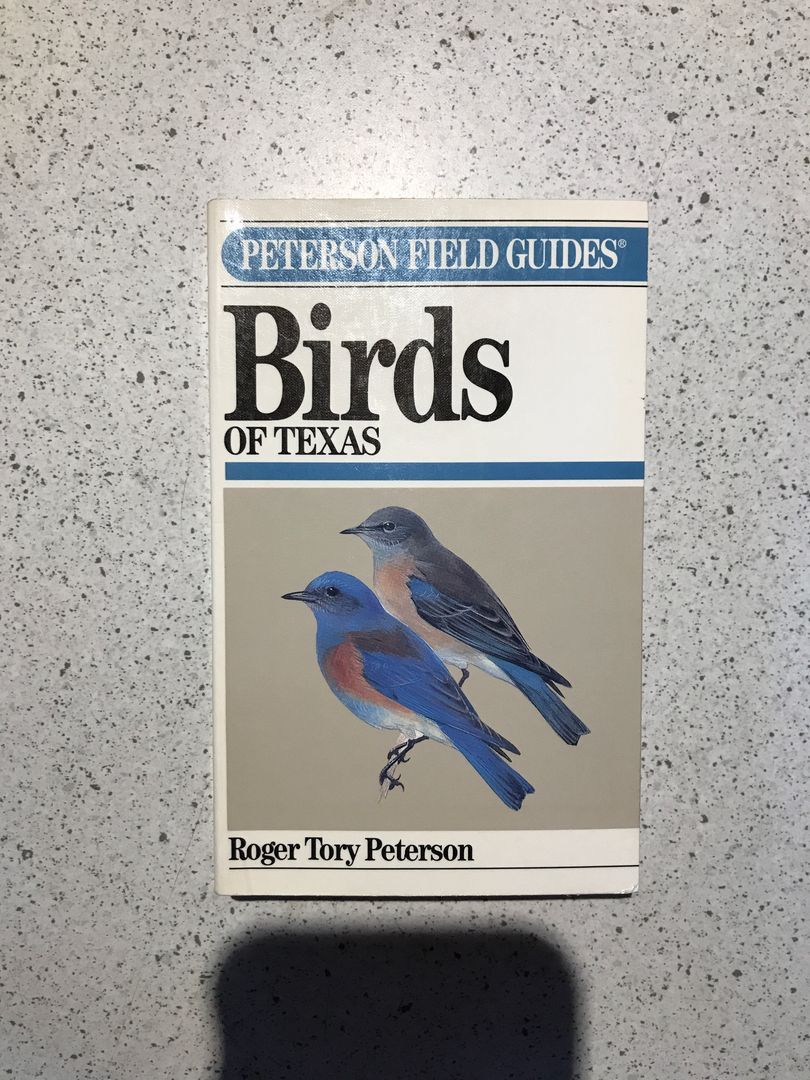 PETERSON FIELD GUIDES®
Birds
OF TEXAS
Roger Tory Peterson